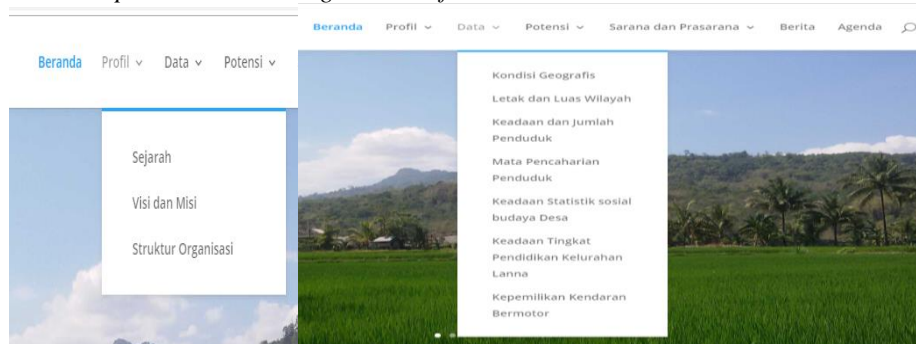 Beranda Profil Data Potensi
Sejarah
Visi dan Misi
Struktur Organisasi
Beranda Profil Data Potensi Sarana dan Prasarana Berita Agenda
Kondisi Geografis
Letak dan Luas Wilayah
Keadaan dan Jumlah
Penduduk
Mata Pencaharian
Penduduk
Keadaan Statistik sosial
budaya Desa
Keadaan Tingkat
Pendidikan Kelurahan
Lanna
Kepemilikan Kendaran
Bermotor